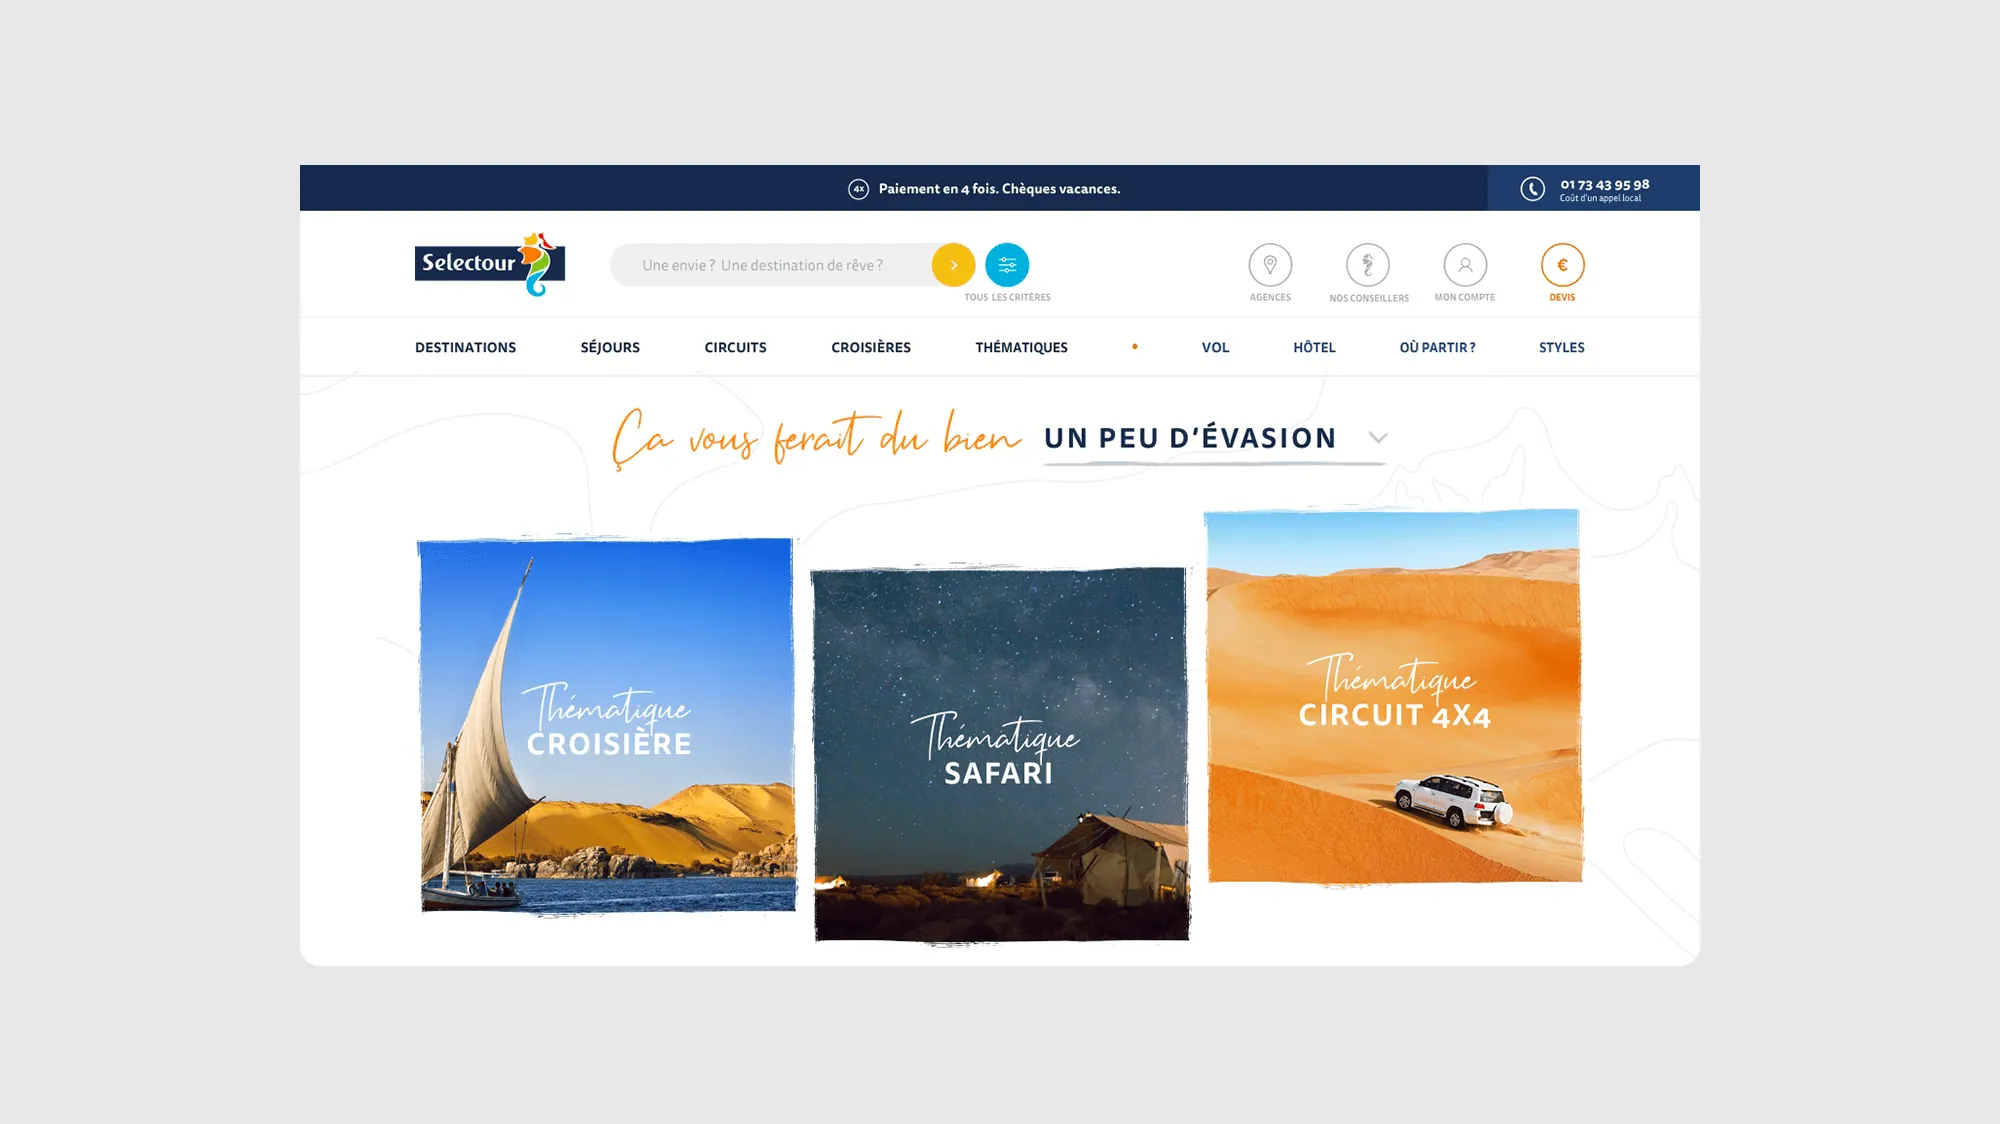 4x Paiement en 4 fois. Chèques vacances.
01 73 43 95 98
Coût d'un appel local
Selectour
Une envie ? Une destination de rêve ?
TOUS LES CRITÈRES
AGENCES
NOS CONSEILLERS
MON COMPTE
€
DEVIS
DESTINATIONS
SÉJOURS
CIRCUITS
CROISIÈRES
THÉMATIQUES
VOL
HÔTEL
OÙ PARTIR ?
STYLES
Ça vous ferait du bien UN PEU D'ÉVASION
Thématique
CROISIÈRE
Thématique
SAFARI
Thématique
CIRCUIT 4X4